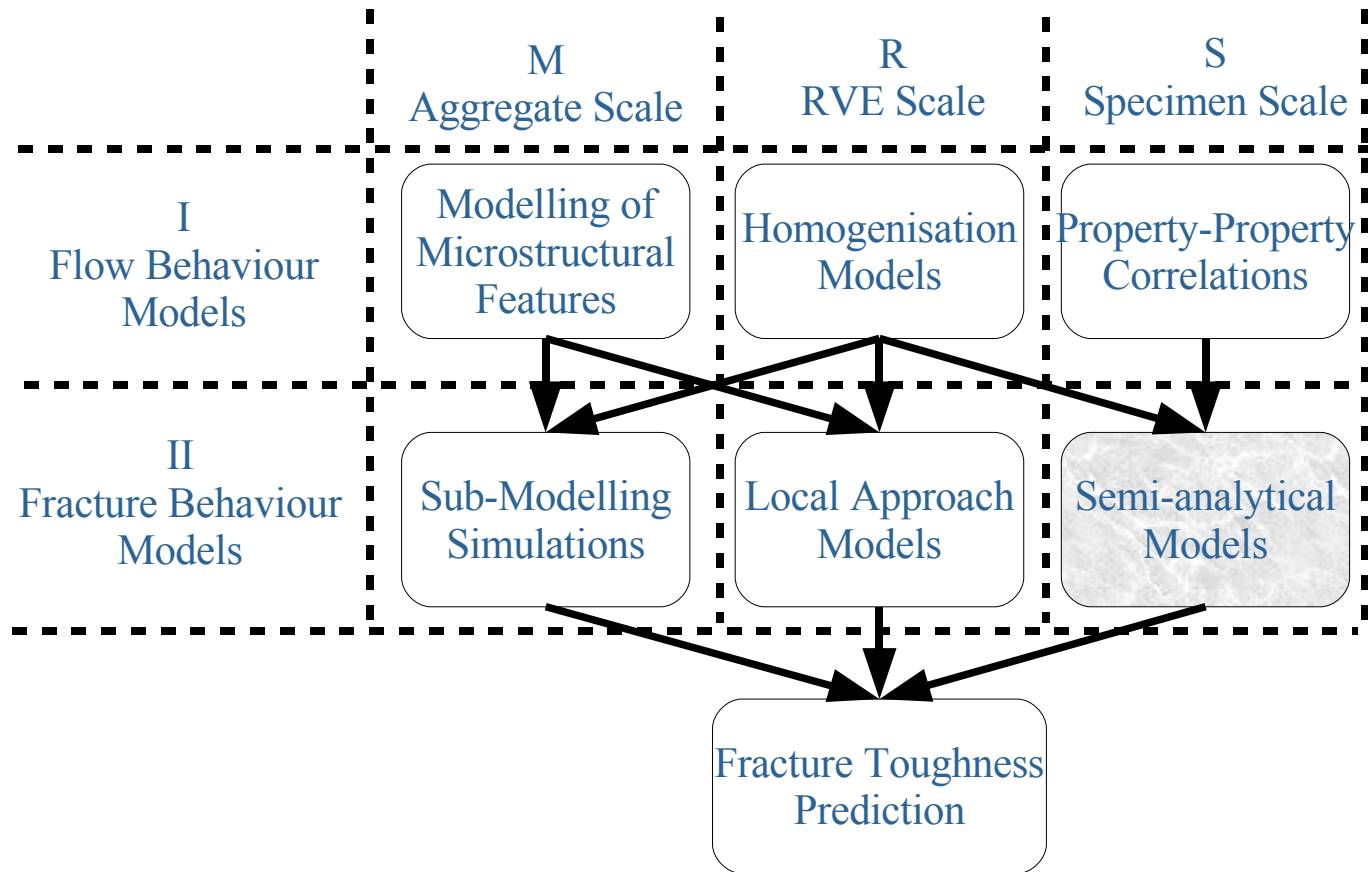 M
Aggregate Scale
R
RVE Scale
S
Specimen Scale
I
Flow Behaviour
Models
Modelling of
Microstructural
Features
Homogenisation
Models
Property-Property
Correlations
II
Fracture Behaviour
Models
Sub-Modelling
Simulations
Local Approach
Models
Semi-analytical
Models
Fracture Toughness
Prediction